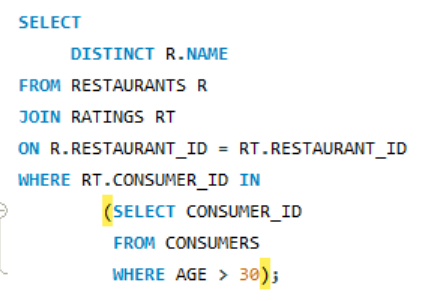 SELECT
DISTINCT R.NAME
FROM RESTAURANTS R
JOIN RATINGS RT
ON R.RESTAURANT_ID = RT.RESTAURANT_ID
WHERE RT.CONSUMER_ID IN
(SELECT CONSUMER_ID
FROM CONSUMERS
WHERE AGE > 30);